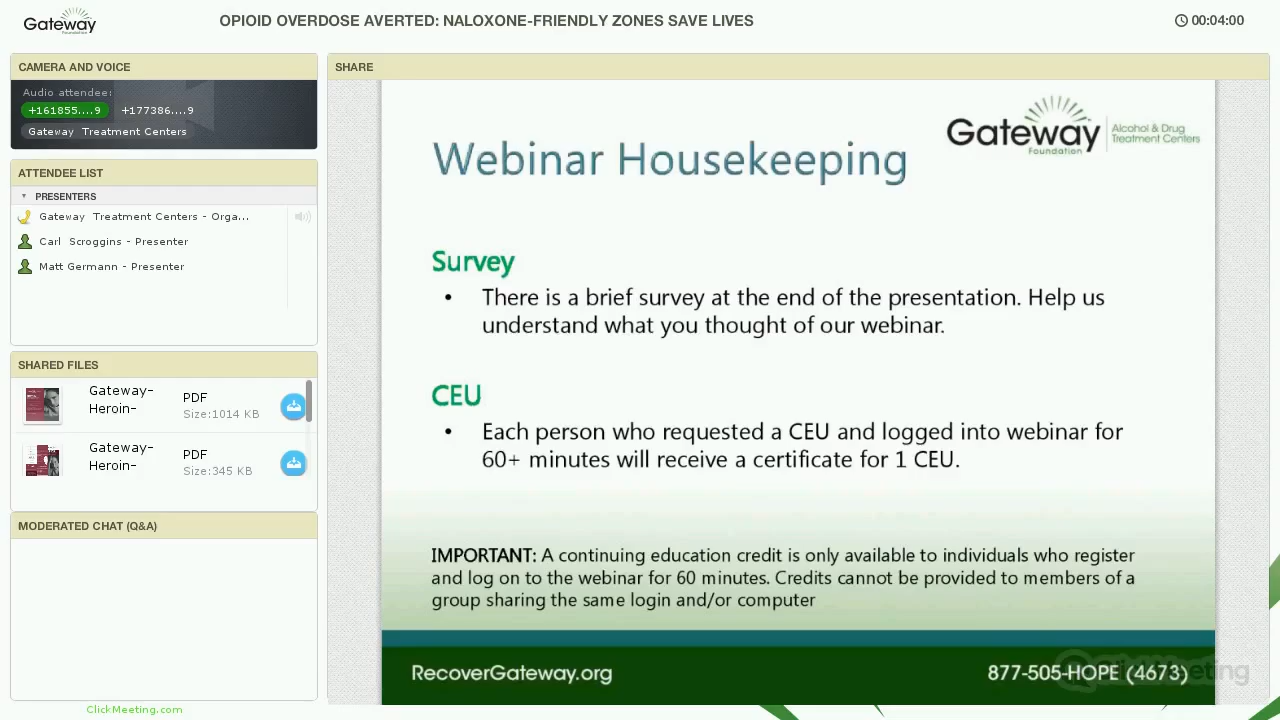 Gateway
Foundation
OPIOID OVERDOSE AVERTED: NALOXONE-FRIENDLY ZONES SAVE LIVES
00:04:00
CAMERA AND VOICE
Audio attendee:
+161855....9 +177386....9
Gateway Treatment Centers
ATTENDEE LIST
PRESENTERS
Gateway Treatment Centers - Orga...
Carl Scroggins - Presenter
Matt Germann - Presenter
SHARED FILES
Gateway-
Heroin-
PDF
Size:1014 KB
Gateway-
Heroin-
PDF
Size:345 KB
MODERATED CHAT (Q&A)
ClickMeeting.com
SHARE
Gateway
Foundation
Alcohol & Drug
Treatment Centers
Webinar Housekeeping
Survey
• There is a brief survey at the end of the presentation. Help us
understand what you thought of our webinar.
CEU
• Each person who requested a CEU and logged into webinar for
60+ minutes will receive a certificate for 1 CEU.
IMPORTANT: A continuing education credit is only available to individuals who register
and log on to the webinar for 60 minutes. Credits cannot be provided to members of a
group sharing the same login and/or computer
RecoverGateway.org
877-505-HOPE (4673)